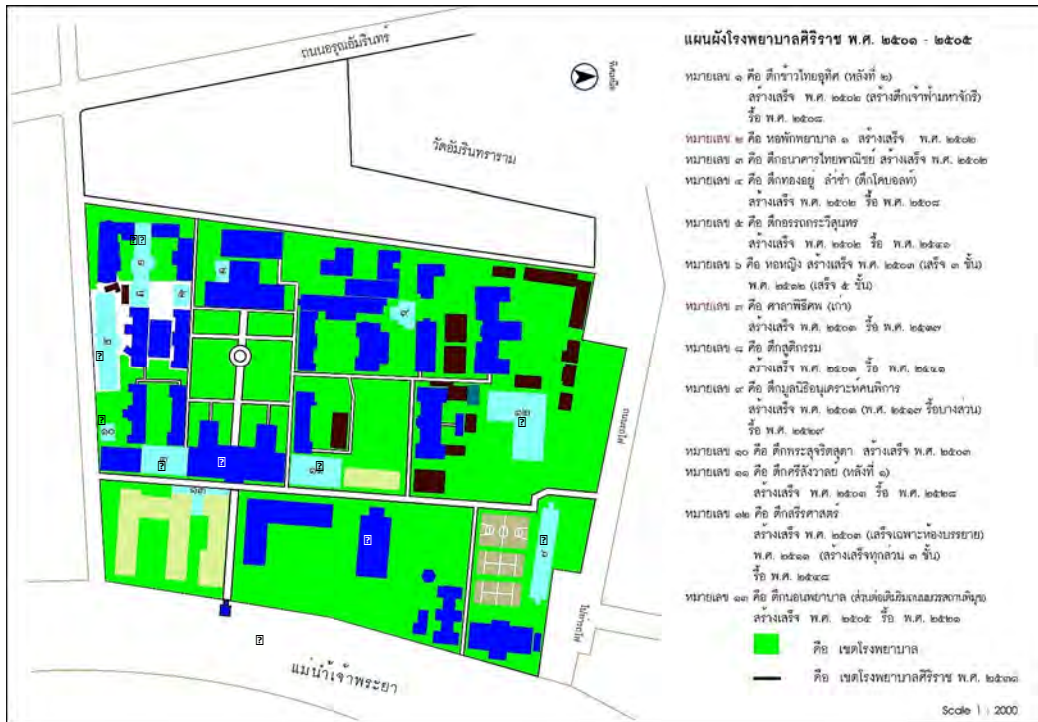 แผนผังโรงพยาบาลศิริราช พ.ศ. ๒๕๐๑ - ๒๕๐๕
หมายเลข ๑ คือ ตึกข้าวไทยอุทิศ (หลังที่ ๒)
สร้างเสร็จ พ.ศ. ๒๕๐๒ (สร้างตึกเจ้าฟ้ามหาจักรี)
รื้อ พ.ศ. ๒๕๐๘
หมายเลข ๒ คือ หอพักพยาบาล ๑ สร้างเสร็จ พ.ศ. ๒๕๐๒
หมายเลข ๓ คือ ตึกธนาคารไทยพาณิชย์ สร้างเสร็จ พ.ศ. ๒๕๐๒
หมายเลข ๔ คือ ตึกทองอยู่ ล่ำซำ (ตึกโคบอลท์)
สร้างเสร็จ พ.ศ. ๒๕๐๒ รื้อ พ.ศ. ๒๕๐๘
หมายเลข ๕ คือ ตึกอรรถกระวีสุนทร
สร้างเสร็จ พ.ศ. ๒๕๐๒ รื้อ พ.ศ. ๒๕๔๑
หมายเลข ๖ คือ หอหญิง สร้างเสร็จ พ.ศ. ๒๕๐๓ (เสร็จ ๓ ชั้น)
พ.ศ. ๒๕๓๒ (เสร็จ ๕ ชั้น)
หมายเลข ๗ คือ ศาลาพิธีศพ (เก่า)
สร้างเสร็จ พ.ศ. ๒๕๐๓ รื้อ พ.ศ. ๒๕๓๗
หมายเลข ๘ คือ ตึกสูติกรรม
สร้างเสร็จ พ.ศ. ๒๕๐๓ รื้อ พ.ศ. ๒๕๔๑
หมายเลข ๙ คือ ตึกมูลนิธิอนุเคราะห์คนพิการ
สร้างเสร็จ พ.ศ. ๒๕๐๓ (พ.ศ. ๒๕๑๗ รื้อบางส่วน)
รื้อ พ.ศ. ๒๕๒๙
หมายเลข ๑๐ คือ ตึกพระสุจริตสุดา สร้างเสร็จ พ.ศ. ๒๕๐๓
หมายเลข ๑๑ คือ ตึกศรีสังวาลย์ (หลังที่ ๑)
สร้างเสร็จ พ.ศ. ๒๕๐๓ รื้อ พ.ศ. ๒๕๒๘
หมายเลข ๑๒ คือ ตึกสรีรศาสตร์
สร้างเสร็จ พ.ศ. ๒๕๐๓ (เสร็จเฉพาะห้องบรรยาย)
พ.ศ. ๒๕๑๑ (สร้างเสร็จทุกส่วน ๓ ชั้น)
รื้อ พ.ศ. ๒๕๔๘
หมายเลข ๑๓ คือ ตึกนอนพยาบาล
สร้างเสร็จ พ.ศ. ๒๕๐๕ รื้อ พ.ศ. ๒๕๒๑
คือ เขตโรงพยาบาล
คือ เขตโรงพยาบาลศิริราช พ.ศ. ๒๕๓๑
Scale 1 : 2000
ถนนอรุณอัมรินทร์
ทิศเหนือ
วัดอัมรินทราราม
ถนนรถไฟ
๓
๘
๕
๔
๙
๒
๑๐
๑๒
๑๓
แม่น้ำเจ้าพระยา